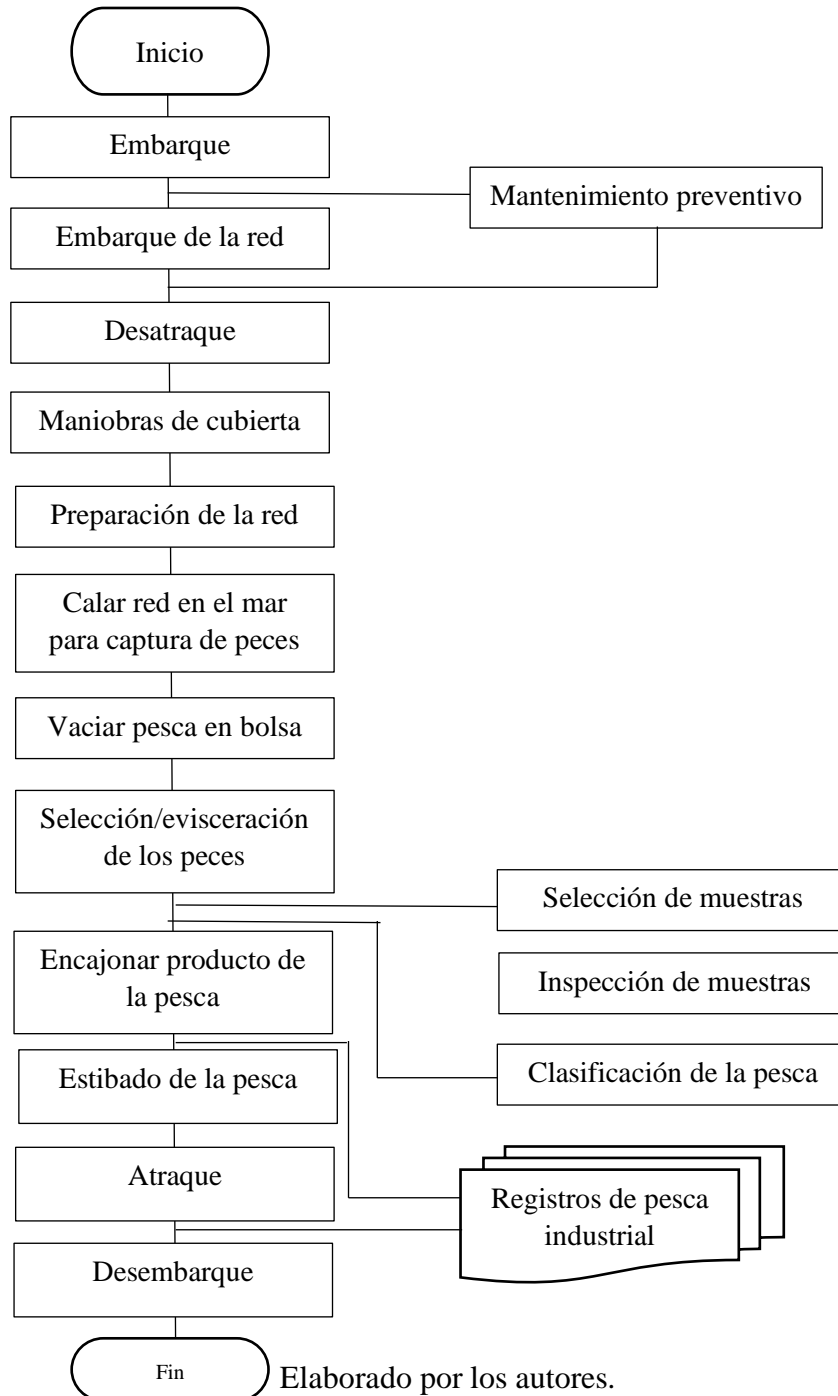 Inicio
Embarque
Mantenimiento preventivo
Embarque de la red
Desatraque
Maniobras de cubierta
Preparación de la red
Calar red en el mar
para captura de peces
Vaciar pesca en bolsa
Selección/evisceración
de los peces
Selección de muestras
Encajonar producto de
la pesca
Inspección de muestras
Estibado de la pesca
Clasificación de la pesca
Atraque
Registros de pesca
industrial
Desembarque
Fin
Elaborado por los autores.